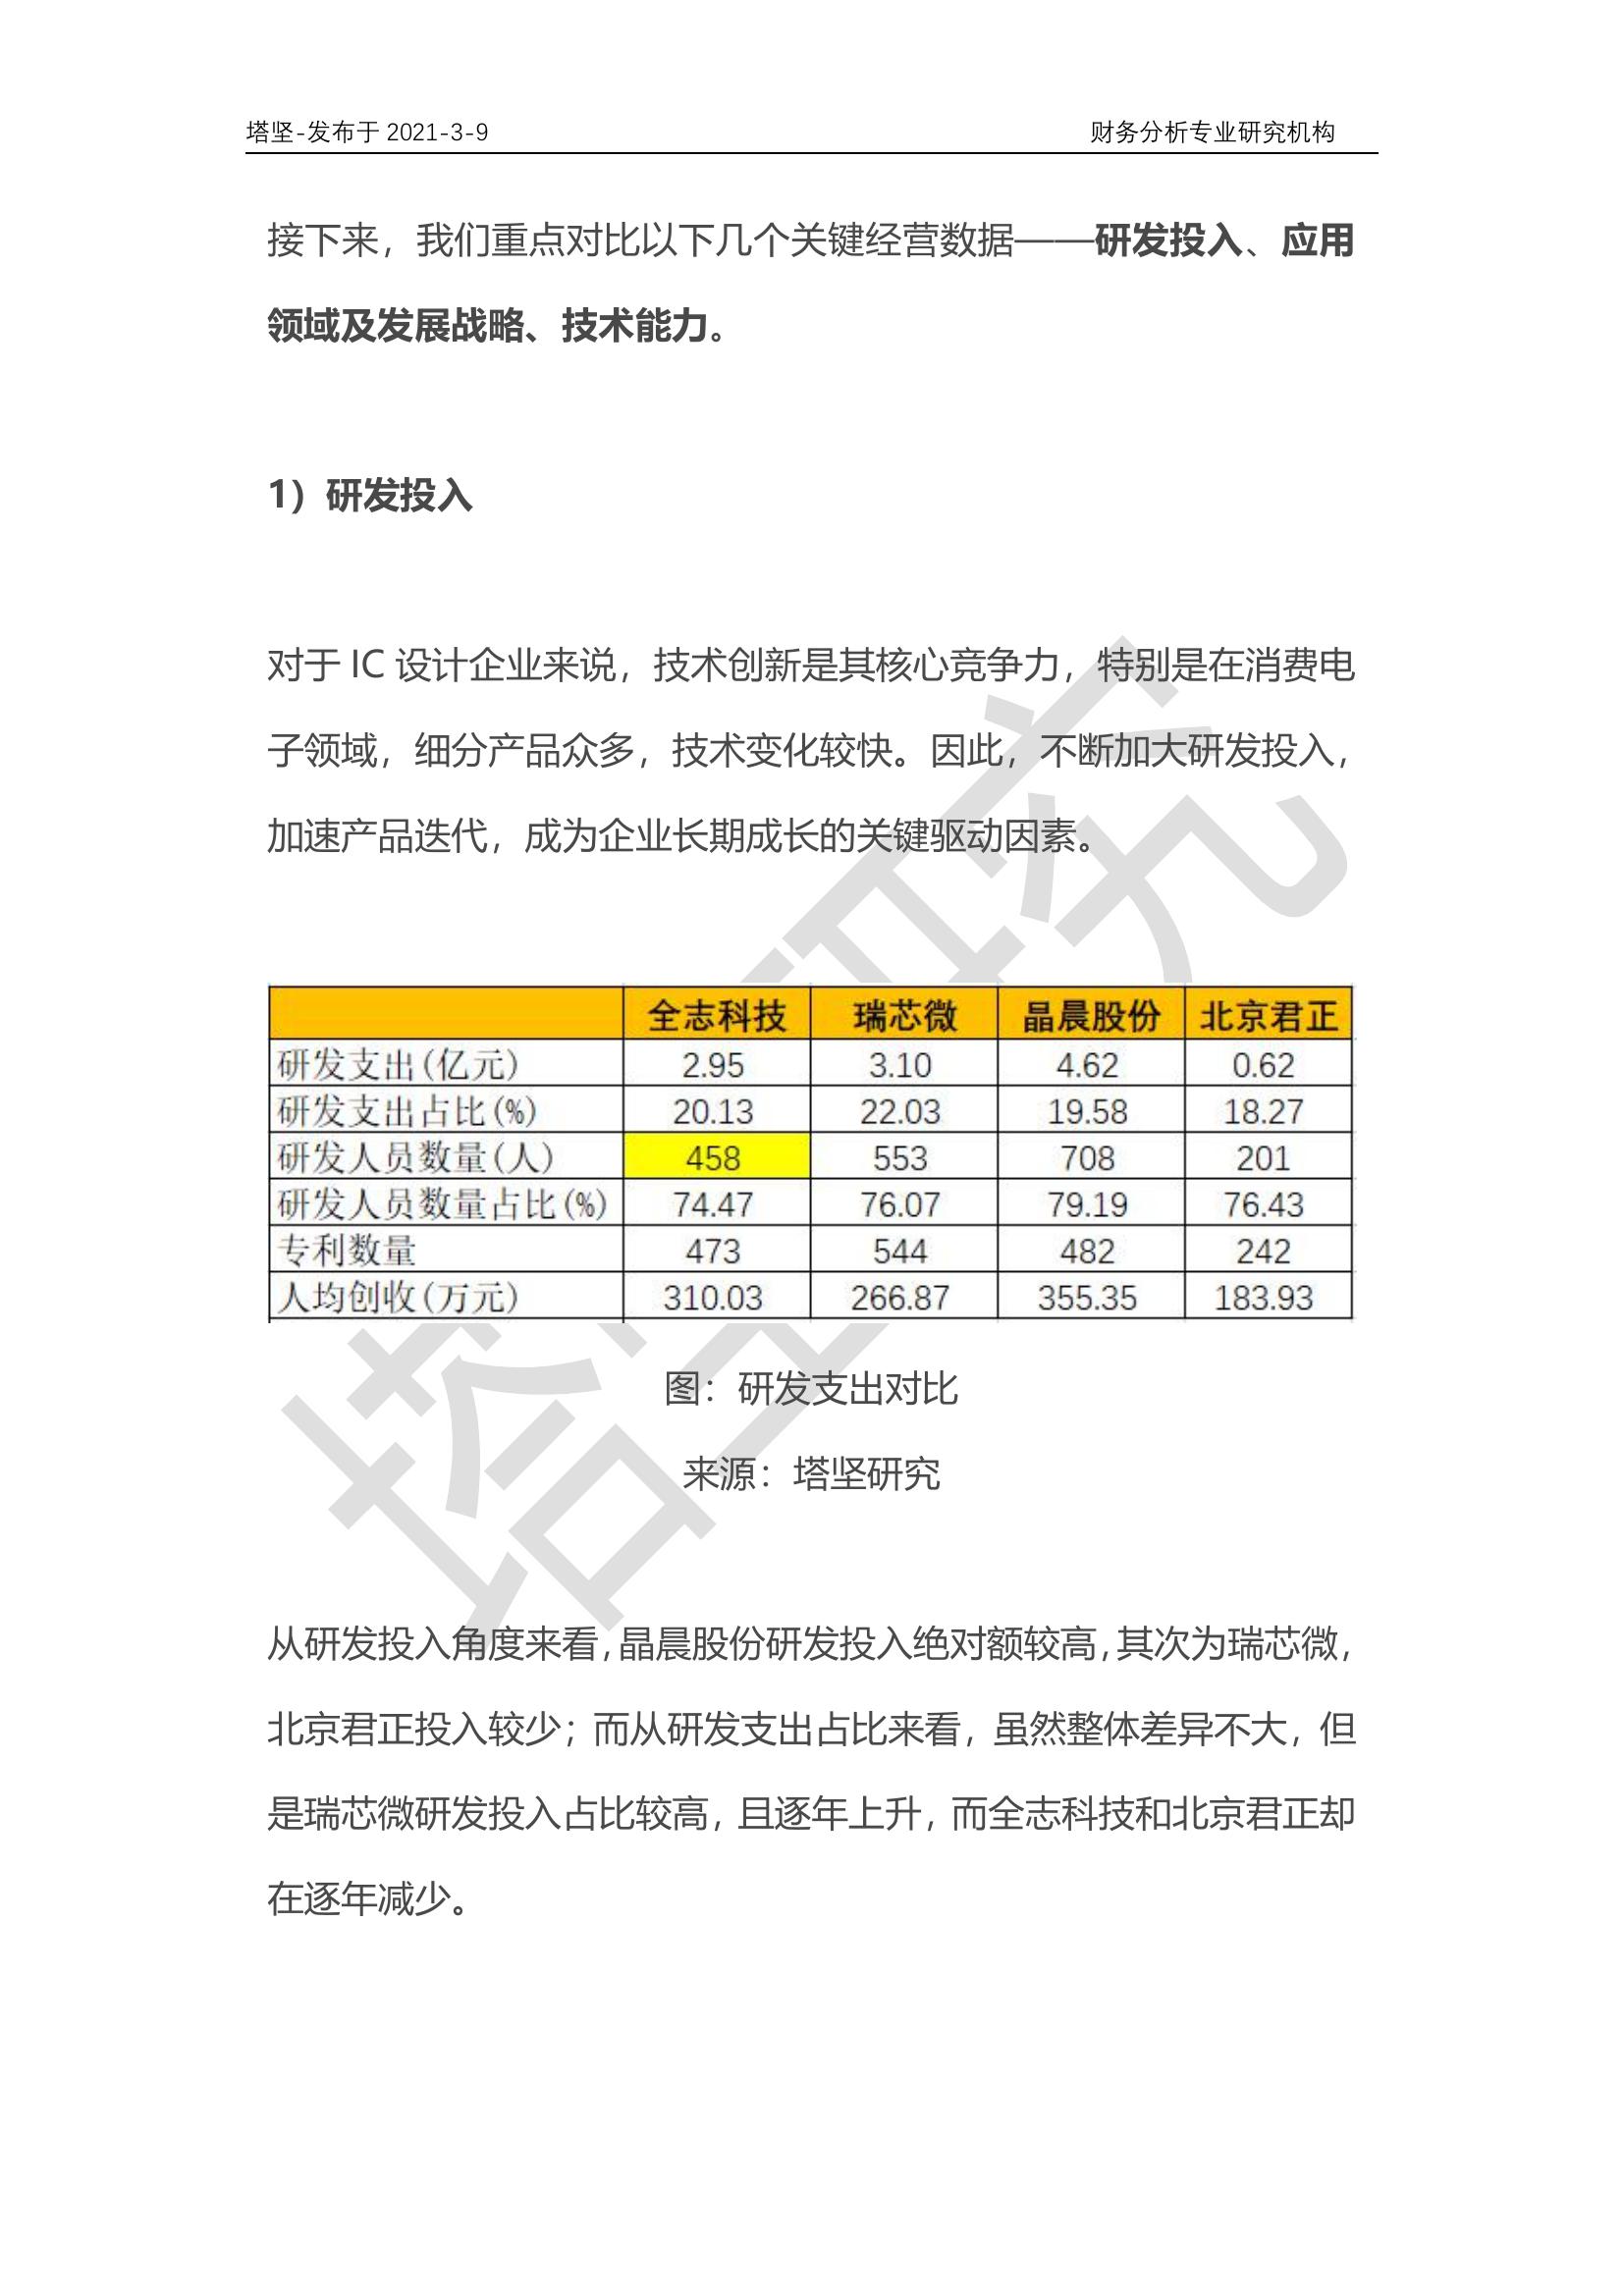 塔坚-发布于 2021-3-9 财务分析专业研究机构
接下来，我们重点对比以下几个关键经营数据——研发投入、应用
领域及发展战略、技术能力。
1）研发投入
对于 IC 设计企业来说，技术创新是其核心竞争力，特别是在消费电
子领域，细分产品众多，技术变化较快。因此，不断加大研发投入，
加速产品迭代，成为企业长期成长的关键驱动因素。
全志科技 瑞芯微 晶晨股份 北京君正
研发支出(亿元) 2.95 3.10 4.62 0.62
研发支出占比(%) 20.13 22.03 19.58 18.27
研发人员数量(人) 458 553 708 201
研发人员数量占比(%) 74.47 76.07 79.19 76.43
专利数量 473 544 482 242
人均创收(万元) 310.03 266.87 355.35 183.93
图：研发支出对比
来源：塔坚研究
从研发投入角度来看，晶晨股份研发投入绝对额较高，其次为瑞芯微，
北京君正投入较少；而从研发支出占比来看，虽然整体差异不大，但
是瑞芯微研发投入占比较高，且逐年上升，而全志科技和北京君正却
在逐年减少。
塔坚研究